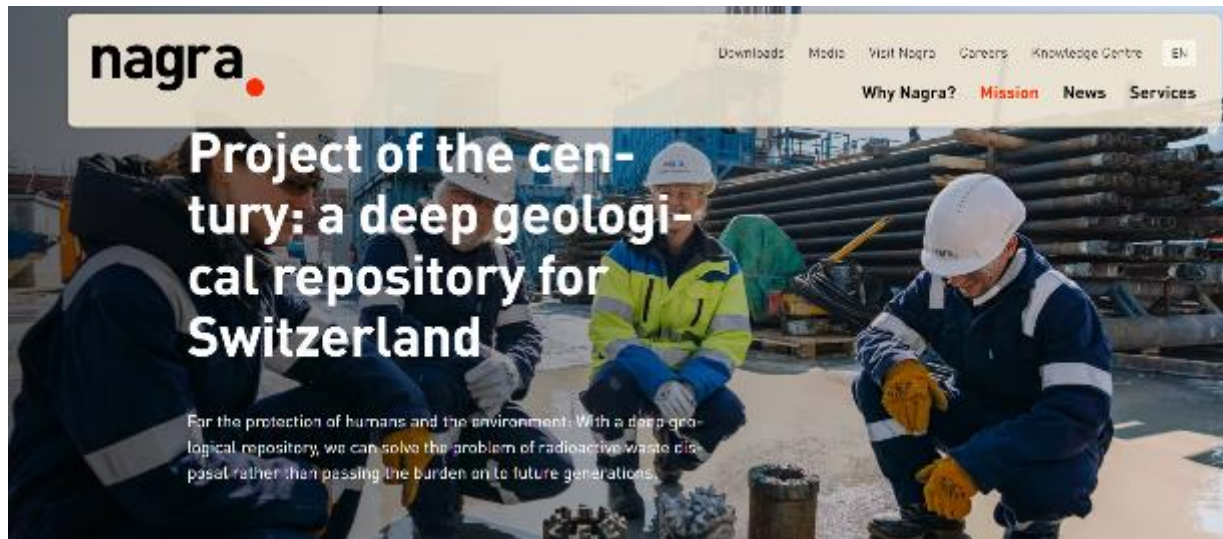 nagra.
Downloads Media Visit Nagra Careers Knowledge Centre EN
Why Nagra? Mission News Services
Project of the cen-
tury: a deep geologi-
cal repository for
Switzerland
For the protection of humans and the environment: With a deep geo-
logical repository, we can solve the problem of radioactive waste dis-
posal rather than passing the burden on to future generations.